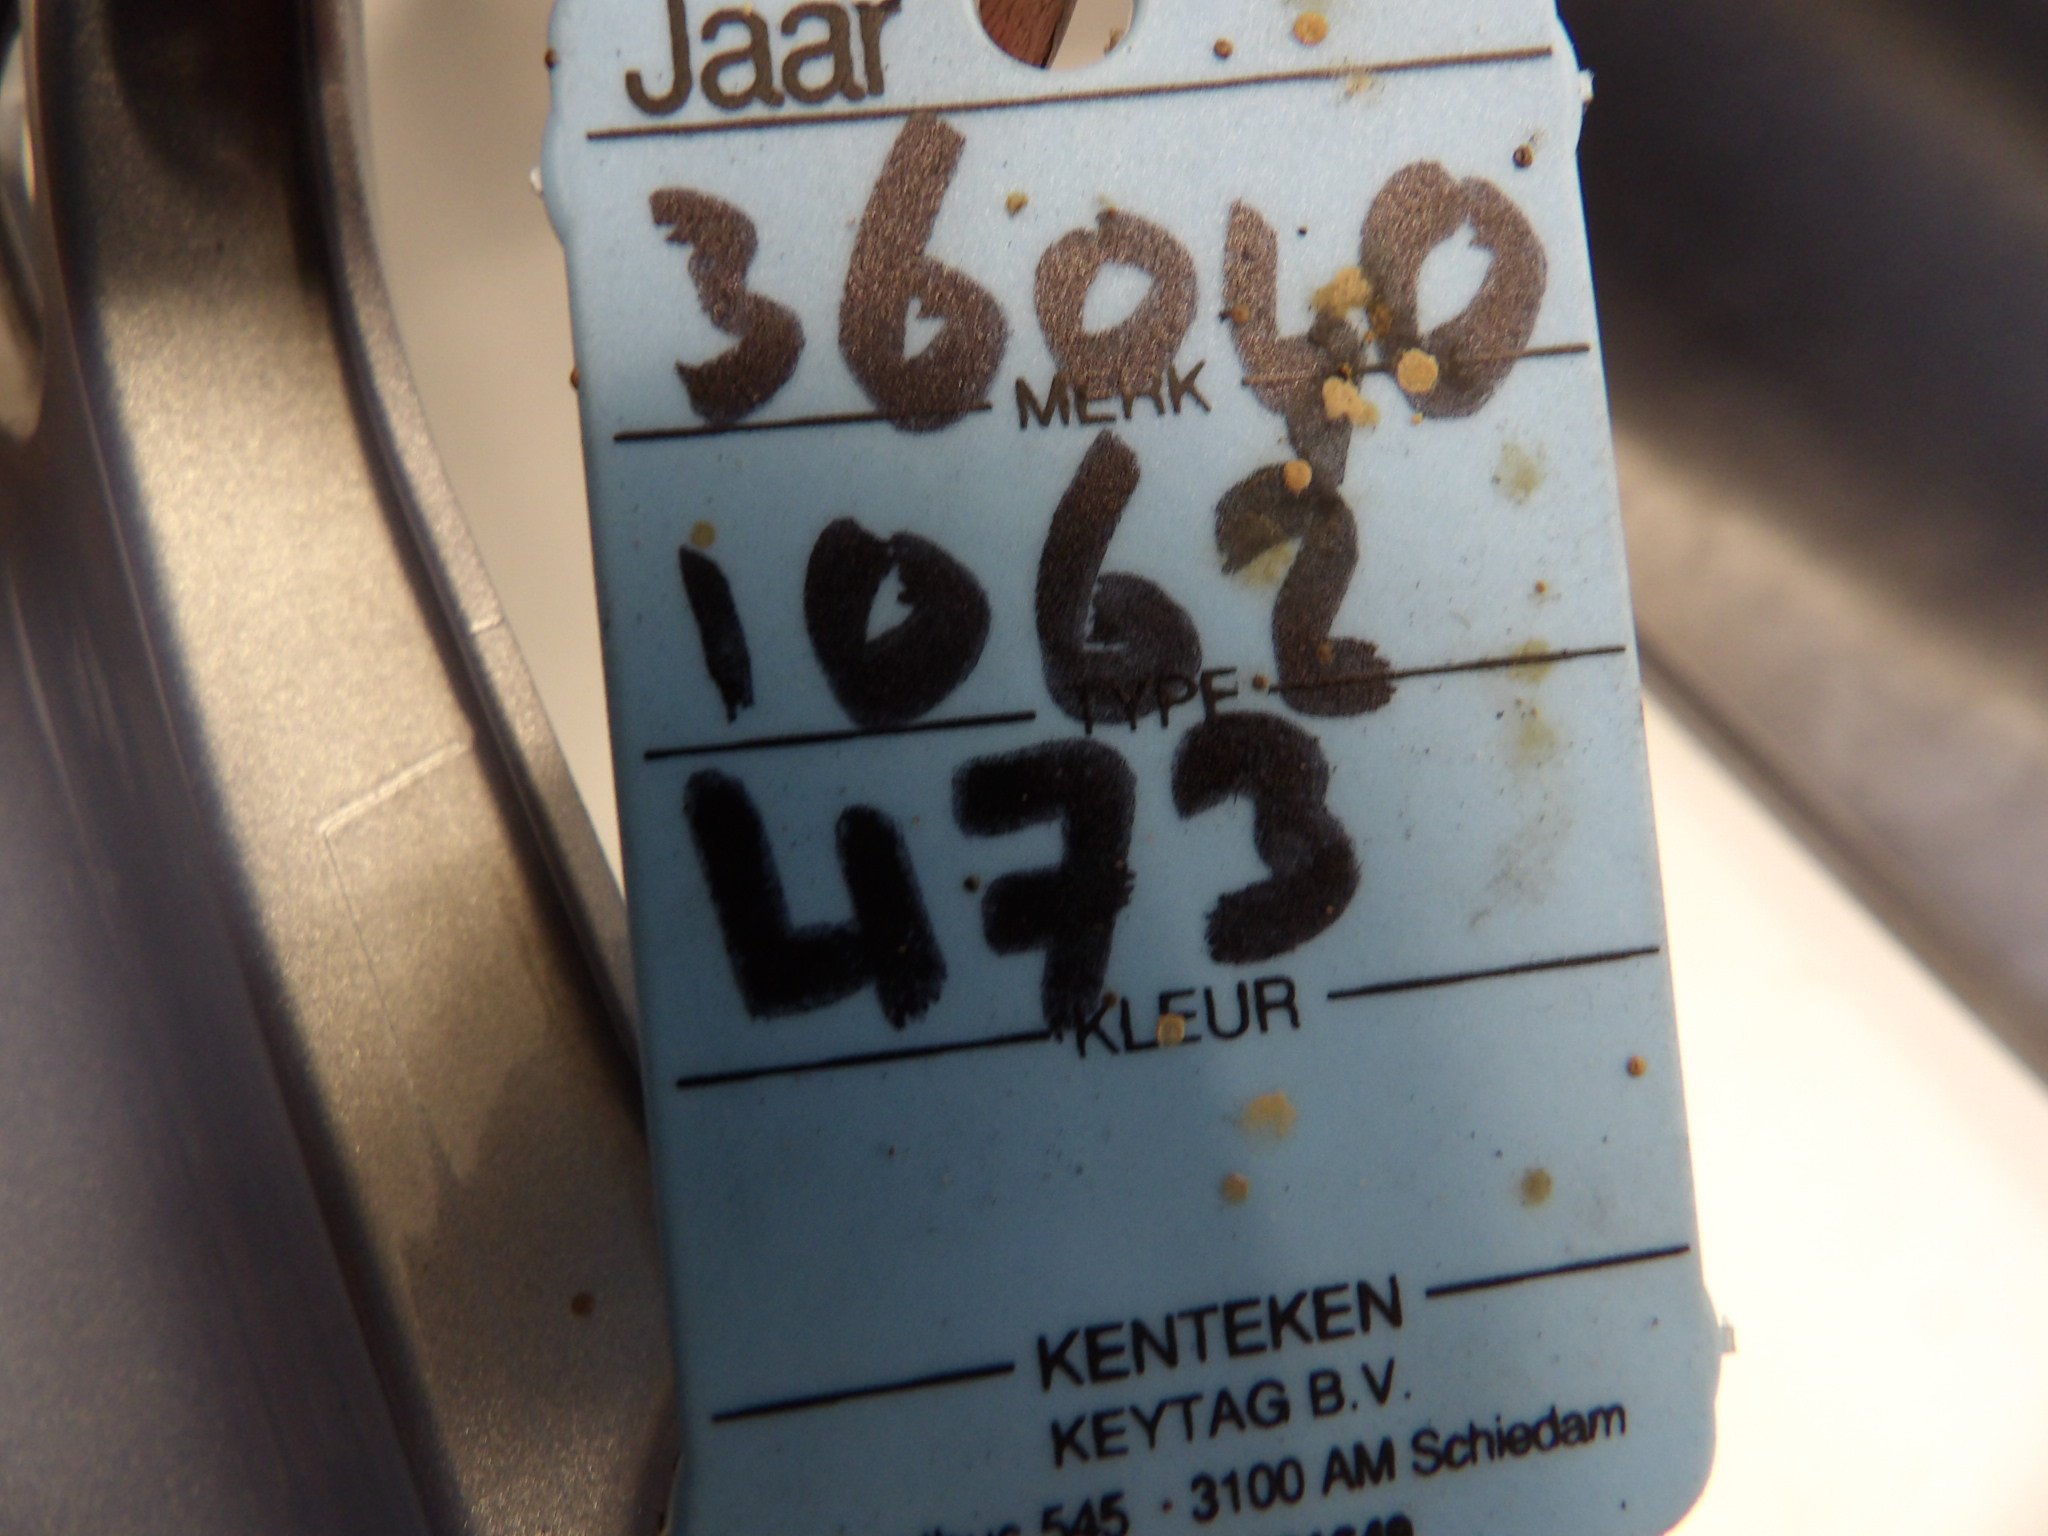 Jaar
36040
MERK
1062
TYPE
473
KLEUR
KENTEKEN
KEYTAG B.V.
545 · 3100 AM Schiedam